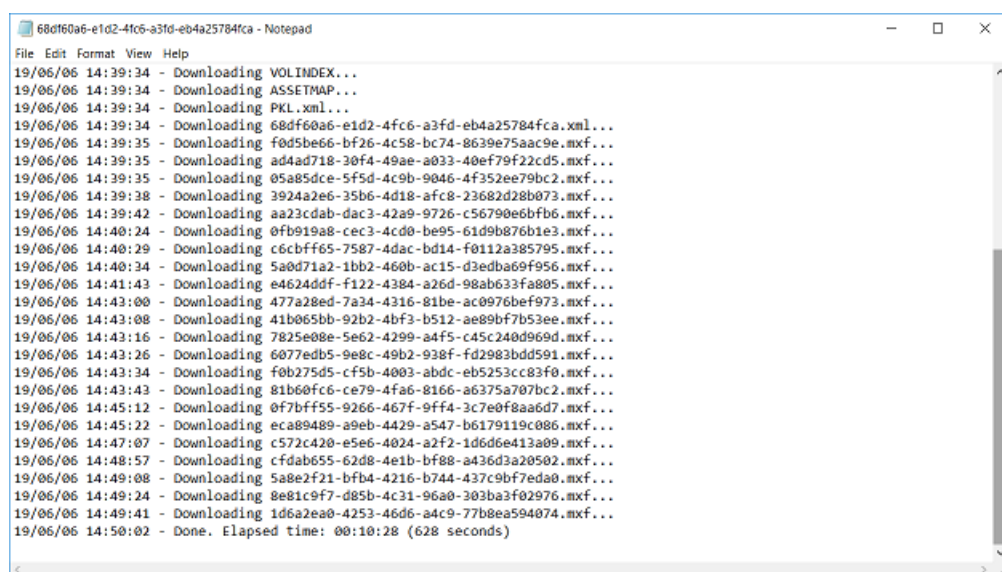 68df60a6-e1d2-4fc6-a3fd-eb4a25784fca - Notepad
File Edit Format View Help
19/06/06 14:39:34 - Downloading VOLINDEX...
19/06/06 14:39:34 - Downloading ASSETMAP...
19/06/06 14:39:34 - Downloading PKL.xml...
19/06/06 14:39:34 - Downloading 68df60a6-e1d2-4fc6-a3fd-eb4a25784fca.xml...
19/06/06 14:39:35 - Downloading f0d5be66-bf26-4c58-bc74-8639e75aac9e.mxf...
19/06/06 14:39:35 - Downloading ad4ad718-30f4-49ae-a033-40ef79f22cd5.mxf...
19/06/06 14:39:35 - Downloading 05a85dce-5f5d-4c9b-9046-4f352ee79bc2.mxf...
19/06/06 14:39:38 - Downloading 3924a2e6-35b6-4d18-afc8-23682d28b073.mxf...
19/06/06 14:39:42 - Downloading aa23cdab-dac3-42a9-9726-c56790e6bfb6.mxf...
19/06/06 14:40:24 - Downloading 0fb919a8-cec3-4cd0-be95-61d9b876b1e3.mxf...
19/06/06 14:40:29 - Downloading c6cbff65-7587-4dac-bd14-f0112a385795.mxf...
19/06/06 14:40:34 - Downloading 5a0d71a2-1bb2-460b-ac15-d3edba69f956.mxf...
19/06/06 14:41:43 - Downloading e4624ddf-f122-4384-a26d-98ab633fa805.mxf...
19/06/06 14:43:00 - Downloading 477a28ed-7a34-4316-81be-ac0976bef973.mxf...
19/06/06 14:43:08 - Downloading 41b065bb-92b2-4bf3-b512-ae89bf7b53ee.mxf...
19/06/06 14:43:16 - Downloading 7825e08e-5e62-4299-a4f5-c45c240d969d.mxf...
19/06/06 14:43:26 - Downloading 6077edb5-9e8c-49b2-938f-fd2983bdd591.mxf...
19/06/06 14:43:34 - Downloading f0b275d5-cf5b-4003-abdc-eb5253cc83f0.mxf...
19/06/06 14:43:43 - Downloading 81b60fc6-ce79-4fa6-8166-a6375a707bc2.mxf...
19/06/06 14:45:12 - Downloading 0f7bff55-9266-467f-9ff4-3c7e0f8aa6d7.mxf...
19/06/06 14:45:22 - Downloading eca89489-a9eb-4429-a547-b6179119c086.mxf...
19/06/06 14:47:07 - Downloading c572c420-e5e6-4024-a2f2-1d6d6e413a09.mxf...
19/06/06 14:48:57 - Downloading cfdab655-62d8-4e1b-bf88-a436d3a20502.mxf...
19/06/06 14:49:08 - Downloading 5a8e2f21-bfb4-4216-b744-437c9bf7eda0.mxf...
19/06/06 14:49:24 - Downloading 8e81c9f7-d85b-4c31-96a0-303ba3f02976.mxf...
19/06/06 14:49:41 - Downloading 1d6a2ea0-4253-46d6-a4c9-77b8ea594074.mxf...
19/06/06 14:50:02 - Done. Elapsed time: 00:10:28 (628 seconds)